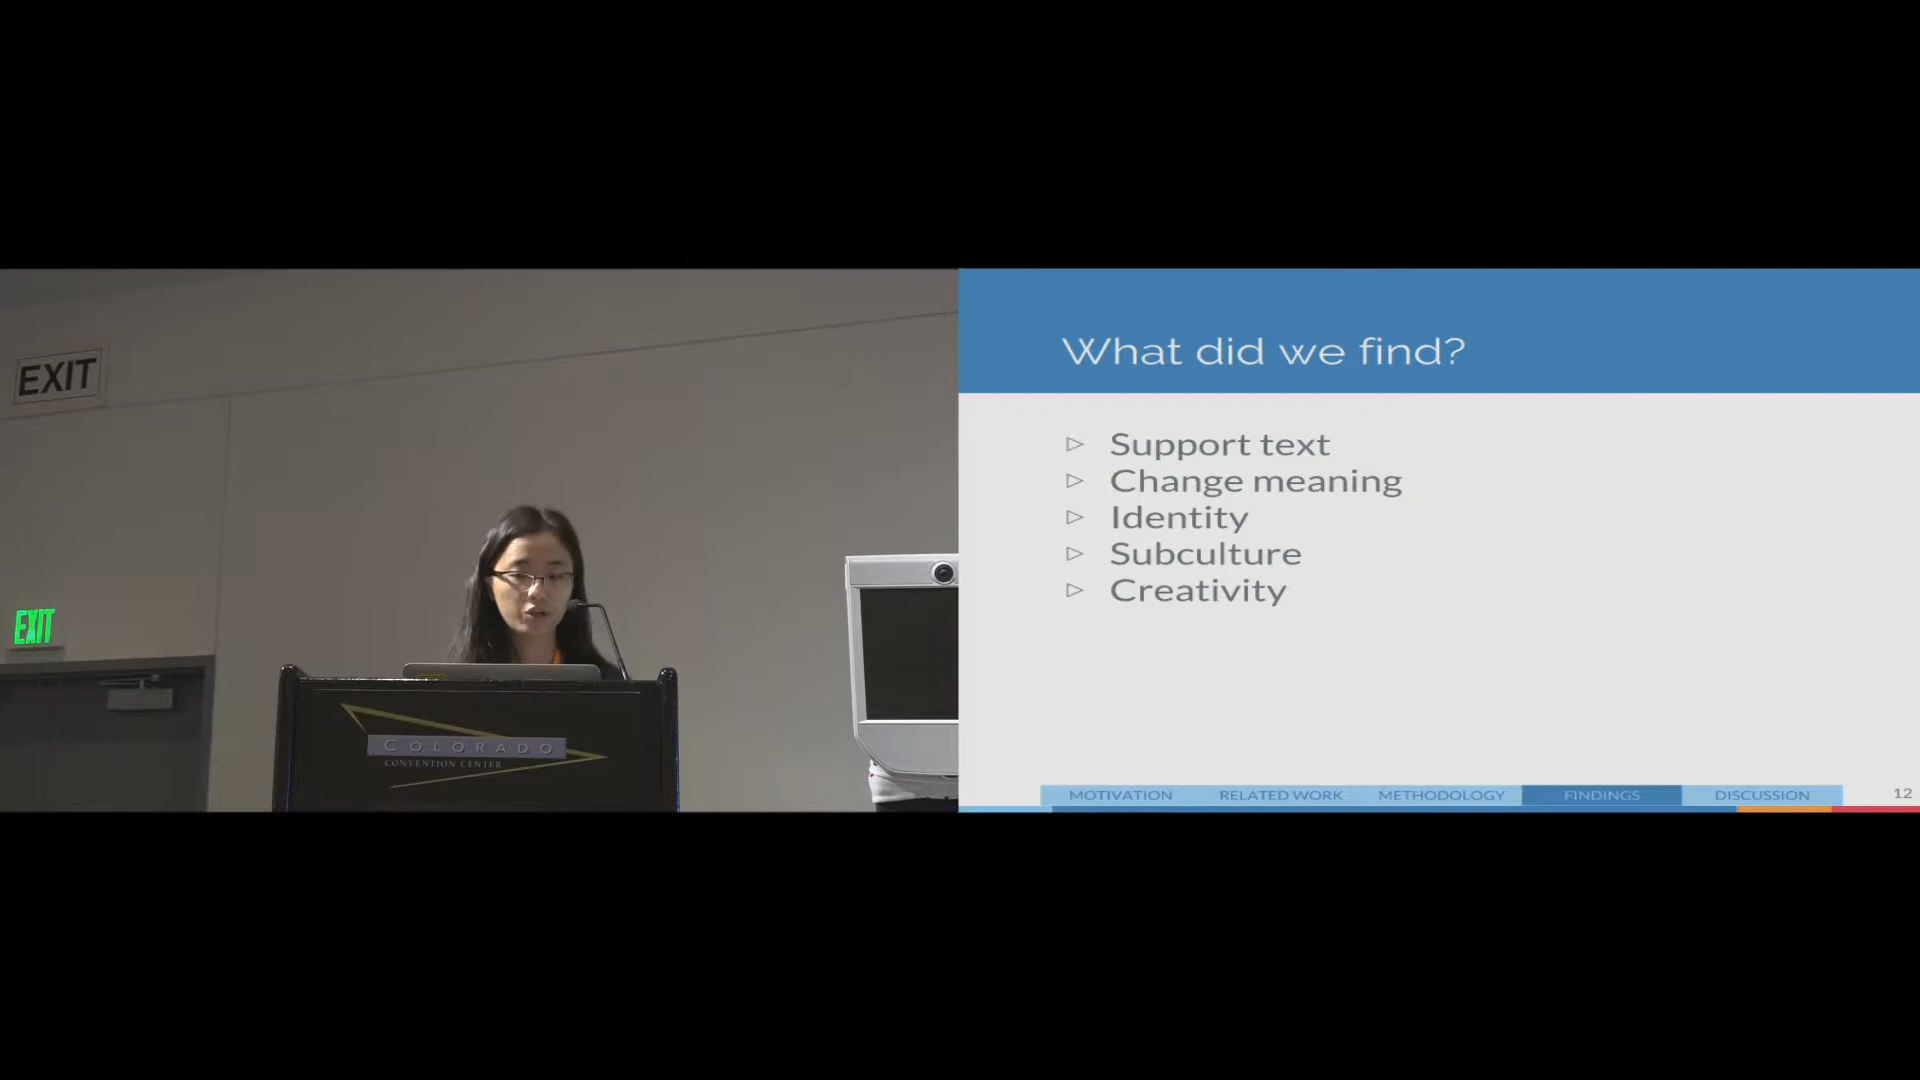 EXIT
EXIT
COLORADO
CONVENTION CENTER
What did we find?
▷ Support text
▷ Change meaning
▷ Identity
▷ Subculture
▷ Creativity
MOTIVATION RELATED WORK METHODOLOGY FINDINGS DISCUSSION 12